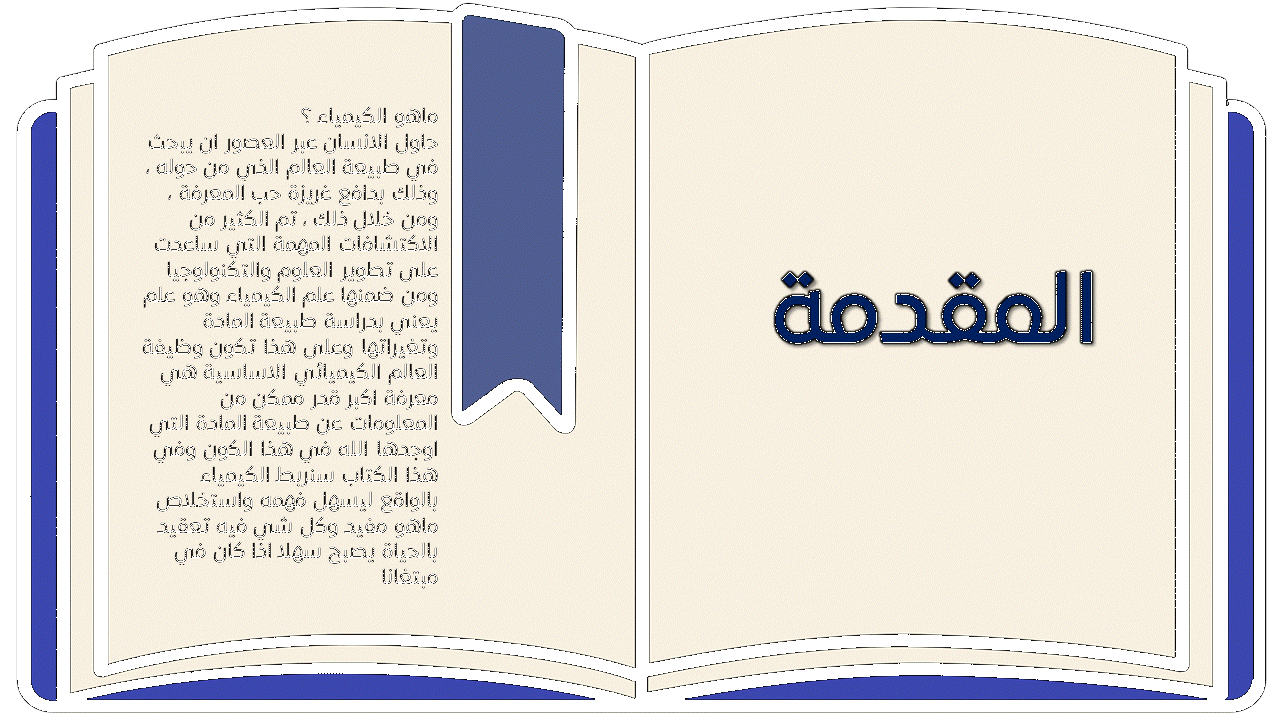 المقدمة
ماهو الكيمياء ؟
حاول الانسان عبر العصور ان يبحث
في طبيعة العالم الذي من حوله ،
وذلك بدافع غريزة حب المعرفة ،
ومن خلال ذلك ، تم الكثير من
الاكتشافات المهمة التي ساعدت
على تطوير العلوم والتكنولوجيا
ومن ضمنها علم الكيمياء وهو علم
يعني بدراسة طبيعة المادة
وتغيراتها وعلى هذا تكون وظيفة
العالم الكيميائي الاساسية هي
معرفة اكبر قدر ممكن من
المعلومات عن طبيعة المادة التي
اوجدها الله في هذا الكون وفي
هذا الكتاب سنربط الكيمياء
بالواقع ليسهل فهمه واستخلاص
ماهو مفيد وكل شي فيه تعقيد
بالحياة يصبح سهلا اذا كان في
مبتغانا